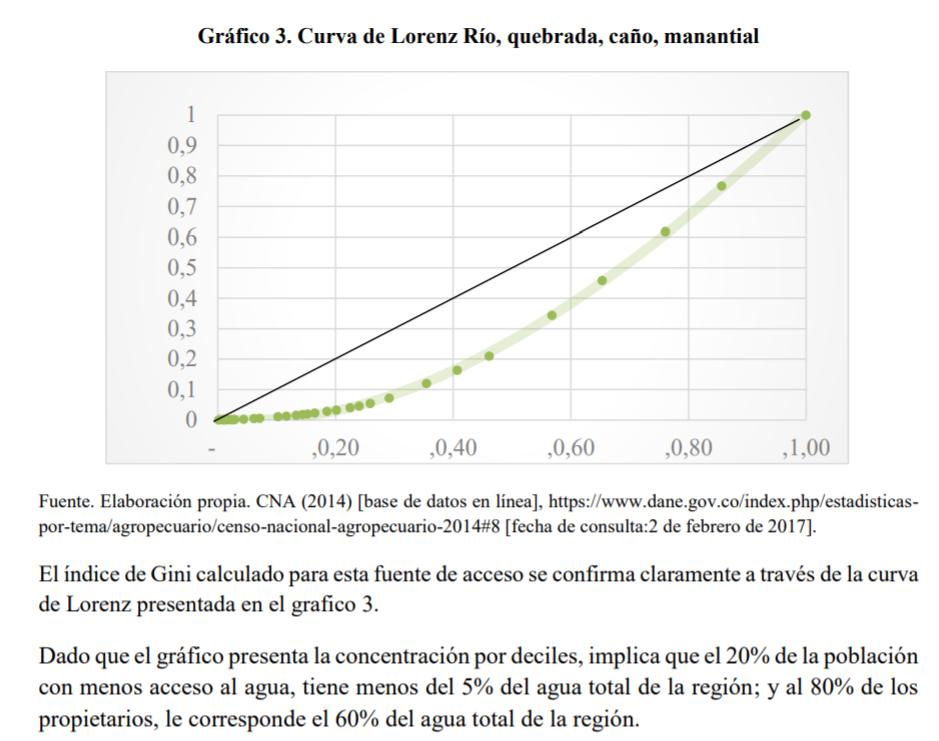 Gráfico 3. Curva de Lorenz Río, quebrada, caño, manantial
1
0,9
0,8
0,7
0,6
0,5
0,4
0,3
0,2
0,1
0
- ,0,20 ,0,40 ,0,60 ,0,80 ,1,00
Fuente. Elaboración propia. CNA (2014) [base de datos en línea], https://www.dane.gov.co/index.php/estadisticas-
por-tema/agropecuario/censo-nacional-agropecuario-2014#8 [fecha de consulta:2 de febrero de 2017].
El índice de Gini calculado para esta fuente de acceso se confirma claramente a través de la curva
de Lorenz presentada en el grafico 3.
Dado que el gráfico presenta la concentración por deciles, implica que el 20% de la población
con menos acceso al agua, tiene menos del 5% del agua total de la región; y al 80% de los
propietarios, le corresponde el 60% del agua total de la región.